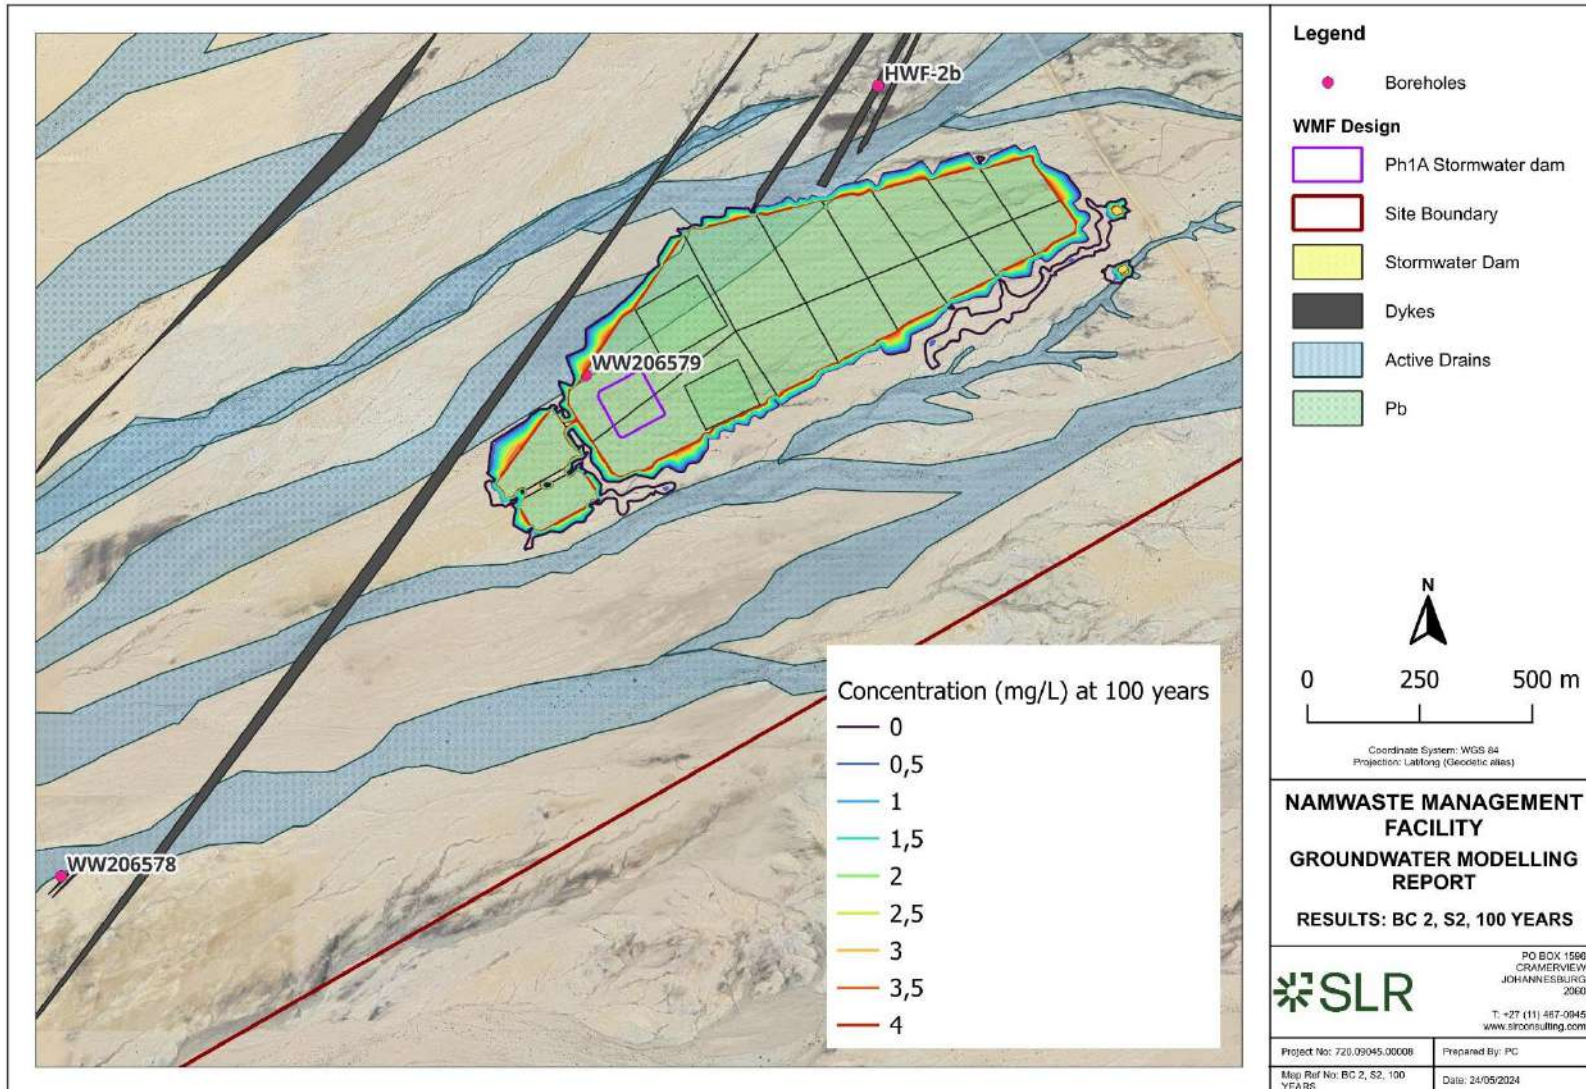 HWF-2b
WW206579
WW206578
Concentration (mg/L) at 100 years
0
0,5
1
1,5
2
2,5
3
3,5
4
Legend
Boreholes
WMF Design
Ph1A Stormwater dam
Site Boundary
Stormwater Dam
Dykes
Active Drains
Pb
N
0 250 500 m
Coordinate System: WGS 84
Projection: Lat/long (Geodetic alias)
NAMWASTE MANAGEMENT
FACILITY
GROUNDWATER MODELLING
REPORT
RESULTS: BC 2, S2, 100 YEARS
SLR
PO BOX 1596
CRAMERVIEW
JOHANNESBURG
2060
T: +27 (11) 467-0945
www.slrconsulting.com
Project No: 720.09045.00008
Prepared By: PC
Map Ref No: BC 2, S2, 100
YEARS
Date: 24/05/2024